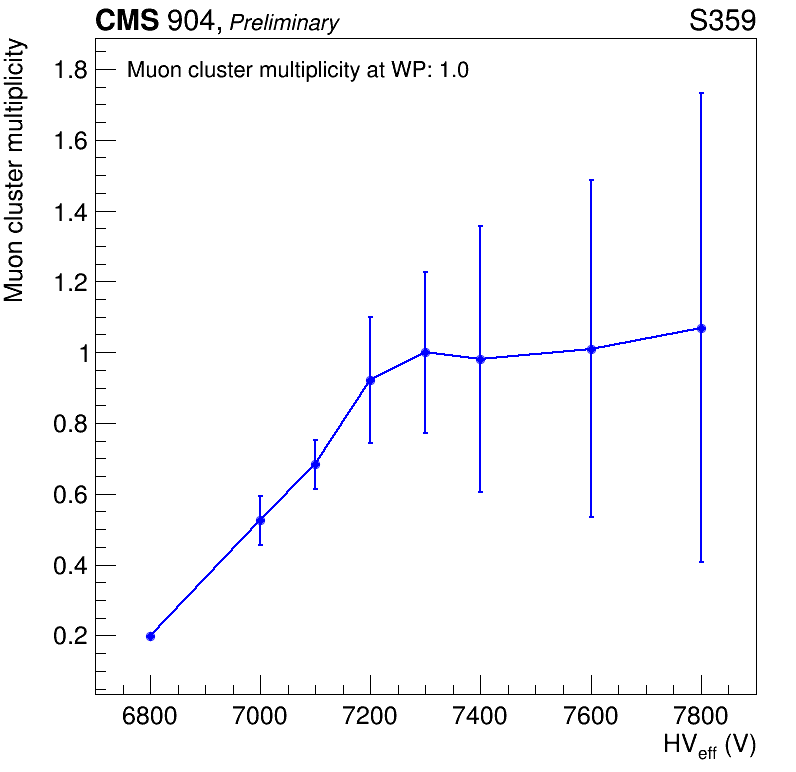 CMS 904, Preliminary
S359
Muon cluster multiplicity
Muon cluster multiplicity at WP: 1.0
1.8
1.6
1.4
1.2
1
0.8
0.6
0.4
0.2
6800 7000 7200 7400 7600 7800
HVeff (V)